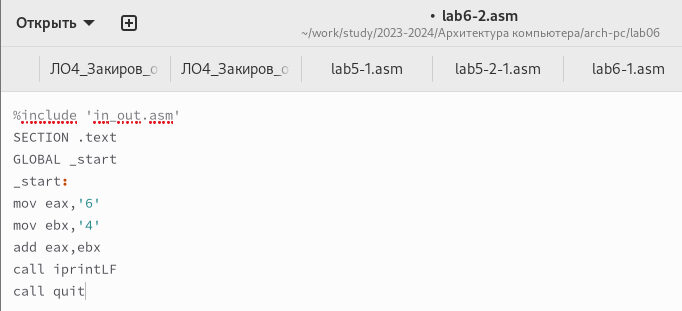 Открыть
lab6-2.asm
~/work/study/2023-2024/Архитектура компьютера/arch-pc/lab06
ЛО4_Закиров_о ЛО4_Закиров_о lab5-1.asm lab5-2-1.asm lab6-1.asm
%include 'in_out.asm'
SECTION .text
GLOBAL _start
_start:
mov eax,'6'
mov ebx,'4'
add eax,ebx
call iprintLF
call quit